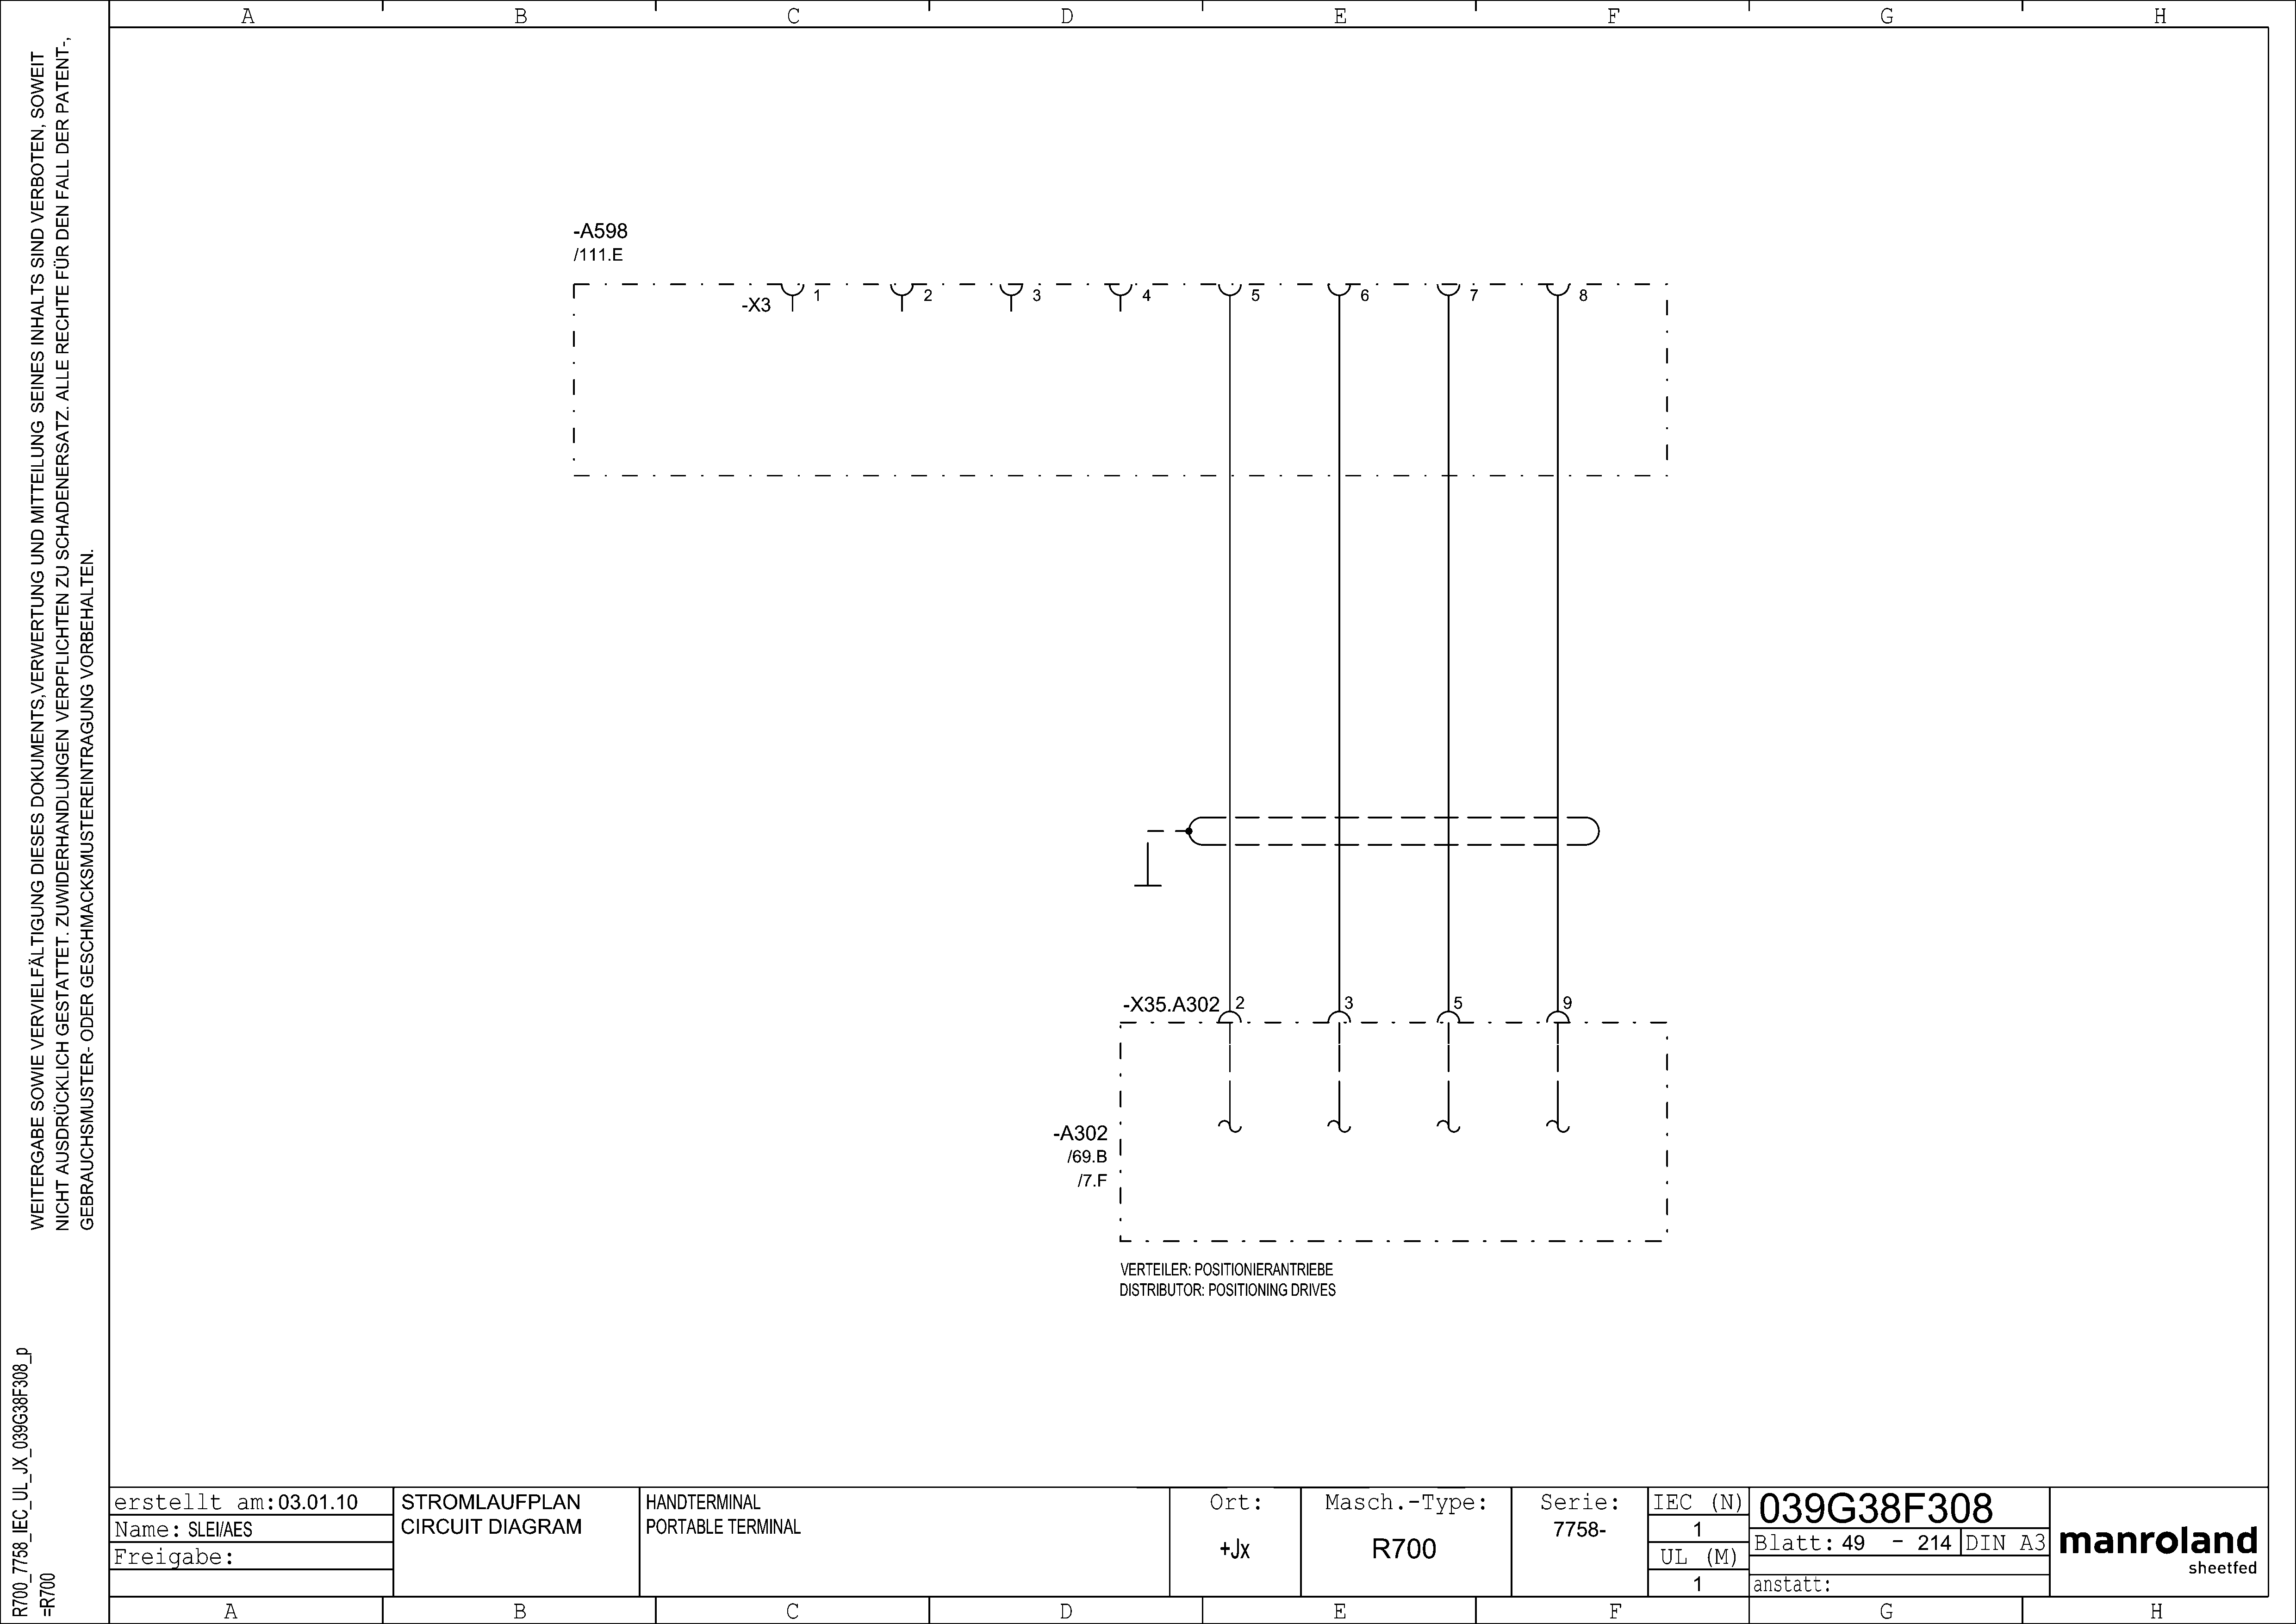 A B C D E F G H
WEITERGABE SOWIE VERVIELFÄLTIGUNG DIESES DOKUMENTS,VERWERTUNG UND MITTEILUNG SEINES INHALTS SIND VERBOTEN, SOWEIT
NICHT AUSDRÜCKLICH GESTATTET. ZUWIDERHANDLUNGEN VERPFLICHTEN ZU SCHADENERSATZ. ALLE RECHTE FÜR DEN FALL DER PATENT-,
GEBRAUCHSMUSTER- ODER GESCHMACKSMUSTEREINTRAGUNG VORBEHALTEN.
-A598
/111.E
-X3 1 2 3 4 5 6 7 8
-X35.A302 2 3 5 9
-A302
/69.B
/7.F
VERTEILER: POSITIONIERANTRIEBE
DISTRIBUTOR: POSITIONING DRIVES
R700_7758_IEC_UL_JX_039G38F308_p
=R700
erstellt am: 03.01.10
Name: SLEI/AES
Freigabe:
STROMLAUFPLAN
CIRCUIT DIAGRAM
HANDTERMINAL
PORTABLE TERMINAL
Ort:
+Jx
Masch.-Type:
R700
Serie:
7758-
IEC (N)
1
UL (M)
1
039G38F308
Blatt: 49 - 214 DIN A3
anstatt:
manroland
sheetfed
A B C D E F G H